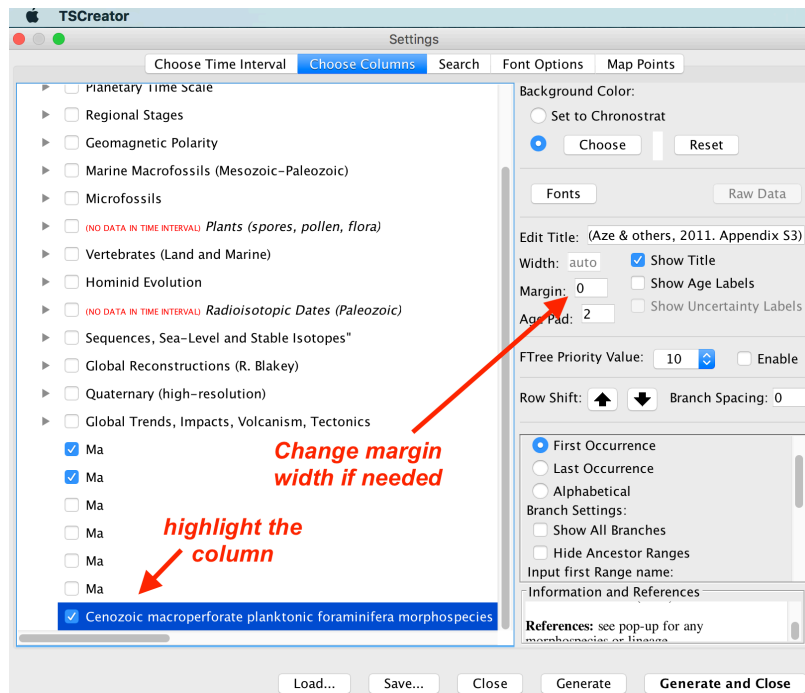 TSCreator
Settings
Choose Time Interval Choose Columns Search Font Options Map Points
Planetary Time Scale
Regional Stages
Geomagnetic Polarity
Marine Macrofossils (Mesozoic-Paleozoic)
Microfossils
(NO DATA IN TIME INTERVAL) Plants (spores, pollen, flora)
Vertebrates (Land and Marine)
Hominid Evolution
(NO DATA IN TIME INTERVAL) Radioisotopic Dates (Paleozoic)
Sequences, Sea-Level and Stable Isotopes"
Global Reconstructions (R. Blakey)
Quaternary (high-resolution)
Global Trends, Impacts, Volcanism, Tectonics
Ma
Ma
Ma
Ma
Ma
Ma
Cenozoic macroperforate planktonic foraminifera morphospecies
Change margin
width if needed
highlight the
column
Background Color:
Set to Chronostrat
Choose Reset
Fonts Raw Data
Edit Title: (Aze & others, 2011. Appendix S3)
Width: auto Show Title
Margin: 0 Show Age Labels
Age Pad: 2 Show Uncertainty Labels
FTree Priority Value: 10 Enable
Row Shift: Branch Spacing: 0
First Occurrence
Last Occurrence
Alphabetical
Branch Settings:
Show All Branches
Hide Ancestor Ranges
Input first Range name:
Information and References
References: see pop-up for any
morphospecies or lineage
Load... Save... Close Generate Generate and Close